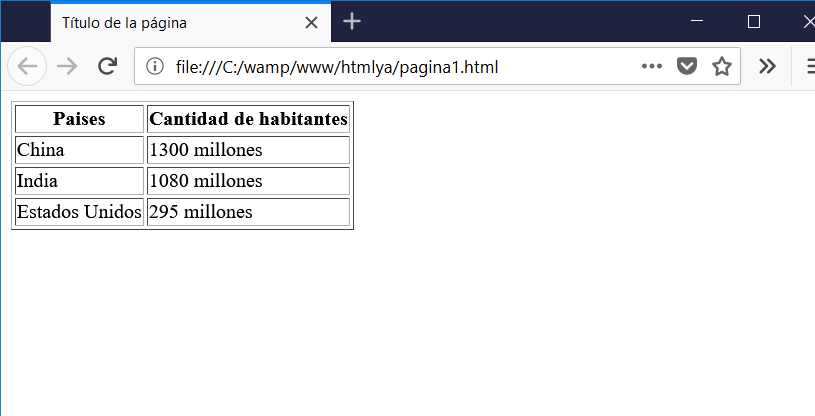 Título de la página
file:///C:/wamp/www/htmlya/pagina1.html
Paises Cantidad de habitantes
China 1300 millones
India 1080 millones
Estados Unidos 295 millones